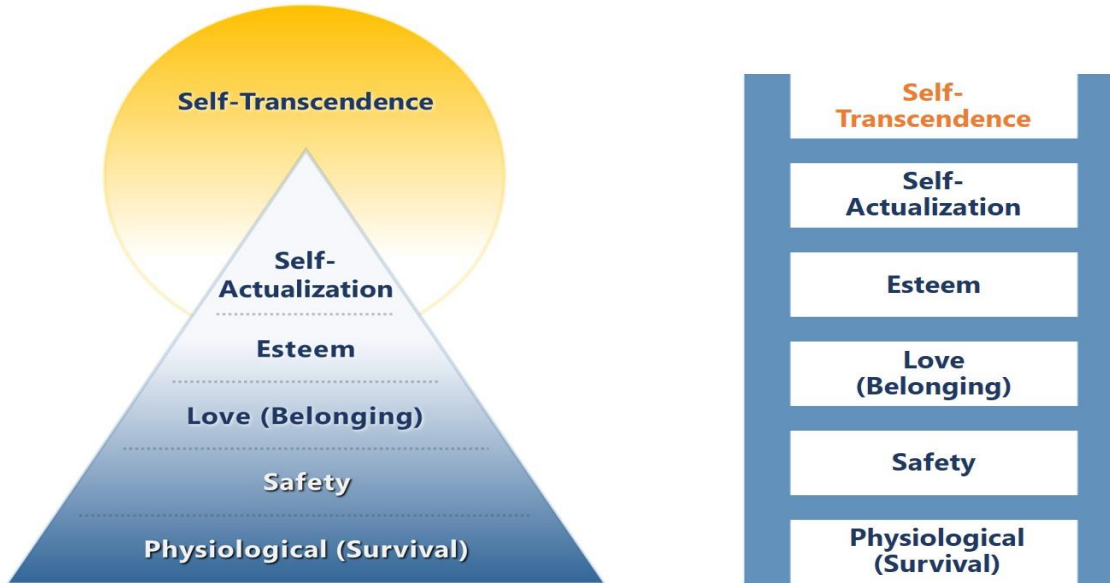 Self-Transcendence
Self-
Actualization
Esteem
Love (Belonging)
Safety
Physiological (Survival)
Self-
Transcendence
Self-
Actualization
Esteem
Love
(Belonging)
Safety
Physiological
(Survival)